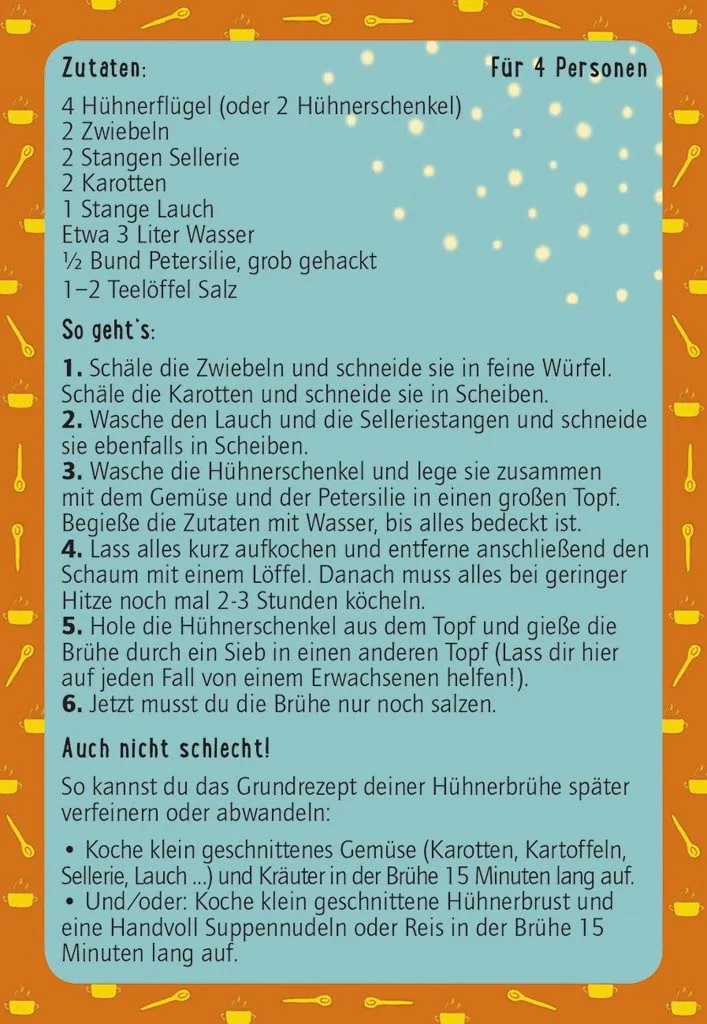 Zutaten: Für 4 Personen
4 Hühnerflügel (oder 2 Hühnerschenkel)
2 Zwiebeln
2 Stangen Sellerie
2 Karotten
1 Stange Lauch
Etwa 3 Liter Wasser
½ Bund Petersilie, grob gehackt
1–2 Teelöffel Salz
So geht's:
1. Schäle die Zwiebeln und schneide sie in feine Würfel.
Schäle die Karotten und schneide sie in Scheiben.
2. Wasche den Lauch und die Selleriestangen und schneide
sie ebenfalls in Scheiben.
3. Wasche die Hühnerschenkel und lege sie zusammen
mit dem Gemüse und der Petersilie in einen großen Topf.
Begieße die Zutaten mit Wasser, bis alles bedeckt ist.
4. Lass alles kurz aufkochen und entferne anschließend den
Schaum mit einem Löffel. Danach muss alles bei geringer
Hitze noch mal 2-3 Stunden köcheln.
5. Hole die Hühnerschenkel aus dem Topf und gieße die
Brühe durch ein Sieb in einen anderen Topf (Lass dir hier
auf jeden Fall von einem Erwachsenen helfen!).
6. Jetzt musst du die Brühe nur noch salzen.
Auch nicht schlecht!
So kannst du das Grundrezept deiner Hühnerbrühe später
verfeinern oder abwandeln:
• Koche klein geschnittenes Gemüse (Karotten, Kartoffeln,
Sellerie, Lauch ...) und Kräuter in der Brühe 15 Minuten lang auf.
• Und/oder: Koche klein geschnittene Hühnerbrust und
eine Handvoll Suppennudeln oder Reis in der Brühe 15
Minuten lang auf.